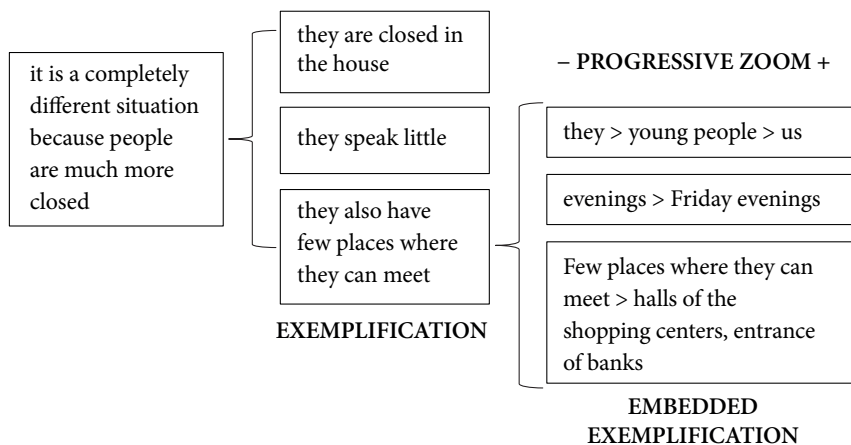 it is a completely
different situation
because people
are much more
closed
they are closed in
the house
they speak little
they also have
few places where
they can meet
EXEMPLIFICATION
– PROGRESSIVE ZOOM +
they > young people > us
evenings > Friday evenings
Few places where they can
meet > halls of the
shopping centers, entrance
of banks
EMBEDDED
EXEMPLIFICATION